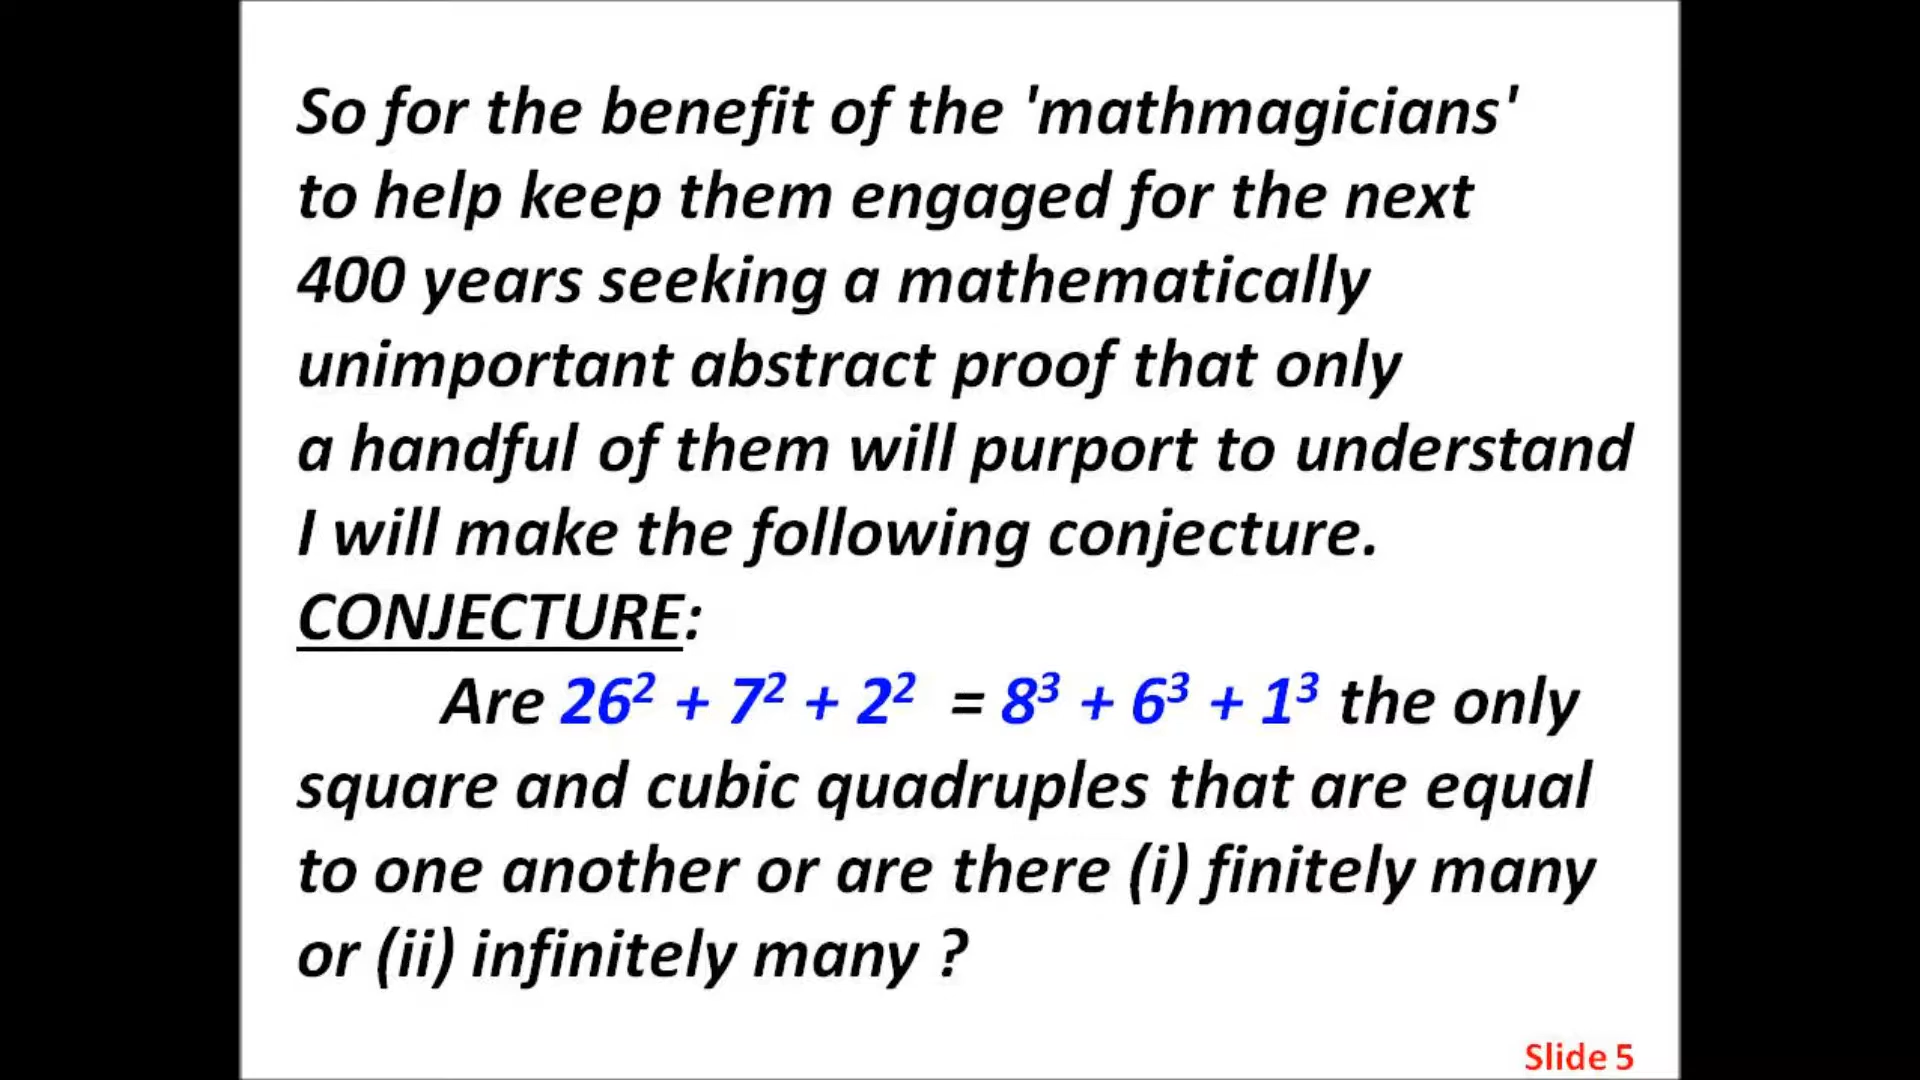 So for the benefit of the 'mathmagicians'
to help keep them engaged for the next
400 years seeking a mathematically
unimportant abstract proof that only
a handful of them will purport to understand
I will make the following conjecture.
CONJECTURE:
Are 26² + 7² + 2² = 8³ + 6³ + 1³ the only
square and cubic quadruples that are equal
to one another or are there (i) finitely many
or (ii) infinitely many ?
Slide 5